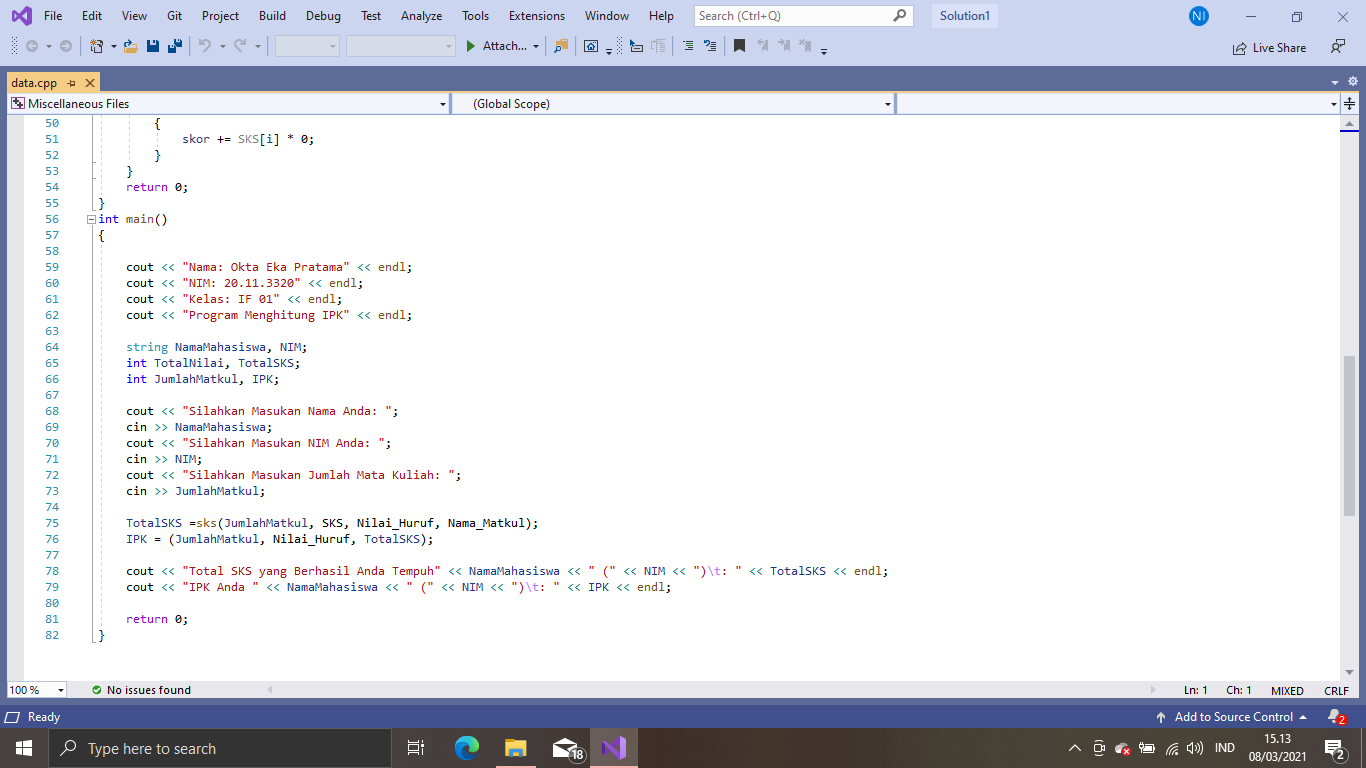 File Edit View Git Project Build Debug Test Analyze Tools Extensions Window Help Search (Ctrl+Q) Solution1 NI
Attach... Live Share
data.cpp
Miscellaneous Files (Global Scope)
50 {
51 skor += SKS[i] * 0;
52 }
53 }
54 return 0;
55 }
56 int main()
57 {
58
59 cout << "Nama: Okta Eka Pratama" << endl;
60 cout << "NIM: 20.11.3320" << endl;
61 cout << "Kelas: IF 01" << endl;
62 cout << "Program Menghitung IPK" << endl;
63
64 string NamaMahasiswa, NIM;
65 int TotalNilai, TotalSKS;
66 int JumlahMatkul, IPK;
67
68 cout << "Silahkan Masukan Nama Anda: ";
69 cin >> NamaMahasiswa;
70 cout << "Silahkan Masukan NIM Anda: ";
71 cin >> NIM;
72 cout << "Silahkan Masukan Jumlah Mata Kuliah: ";
73 cin >> JumlahMatkul;
74
75 TotalSKS =sks(JumlahMatkul, SKS, Nilai_Huruf, Nama_Matkul);
76 IPK = (JumlahMatkul, Nilai_Huruf, TotalSKS);
77
78 cout << "Total SKS yang Berhasil Anda Tempuh" << NamaMahasiswa << " (" << NIM << ")\t: " << TotalSKS << endl;
79 cout << "IPK Anda " << NamaMahasiswa << " (" << NIM << ")\t: " << IPK << endl;
80
81 return 0;
82 }
100 % No issues found Ln: 1 Ch: 1 MIXED CRLF
Ready Add to Source Control 2
Type here to search 18 IND 15.13 2
08/03/2021